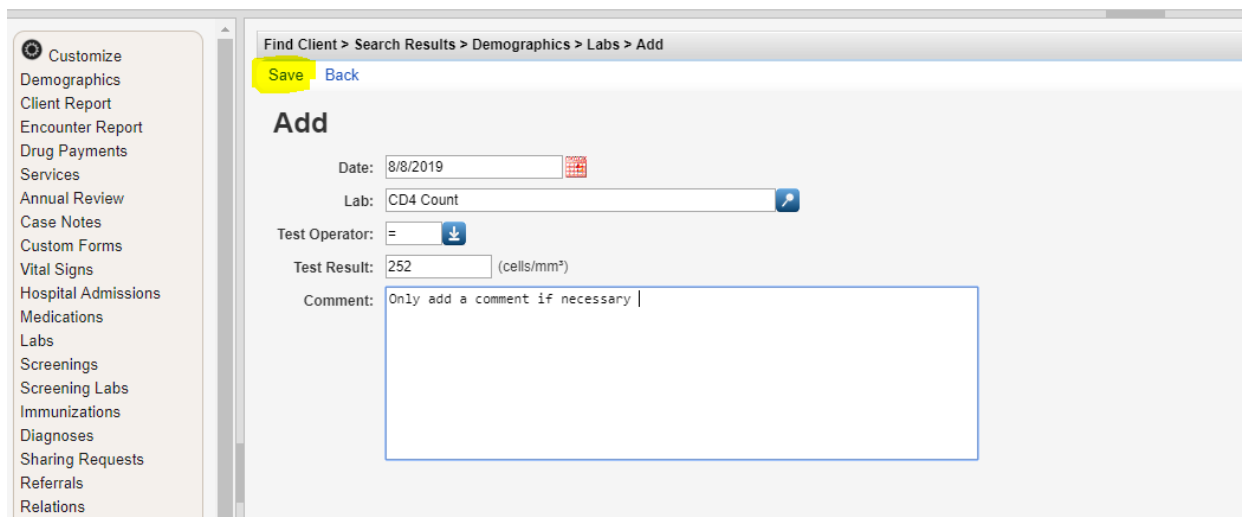 Customize
Demographics
Client Report
Encounter Report
Drug Payments
Services
Annual Review
Case Notes
Custom Forms
Vital Signs
Hospital Admissions
Medications
Labs
Screenings
Screening Labs
Immunizations
Diagnoses
Sharing Requests
Referrals
Relations
Find Client > Search Results > Demographics > Labs > Add
Save Back
Add
Date: 8/8/2019
Lab: CD4 Count
Test Operator: =
Test Result: 252 (cells/mm³)
Comment: Only add a comment if necessary